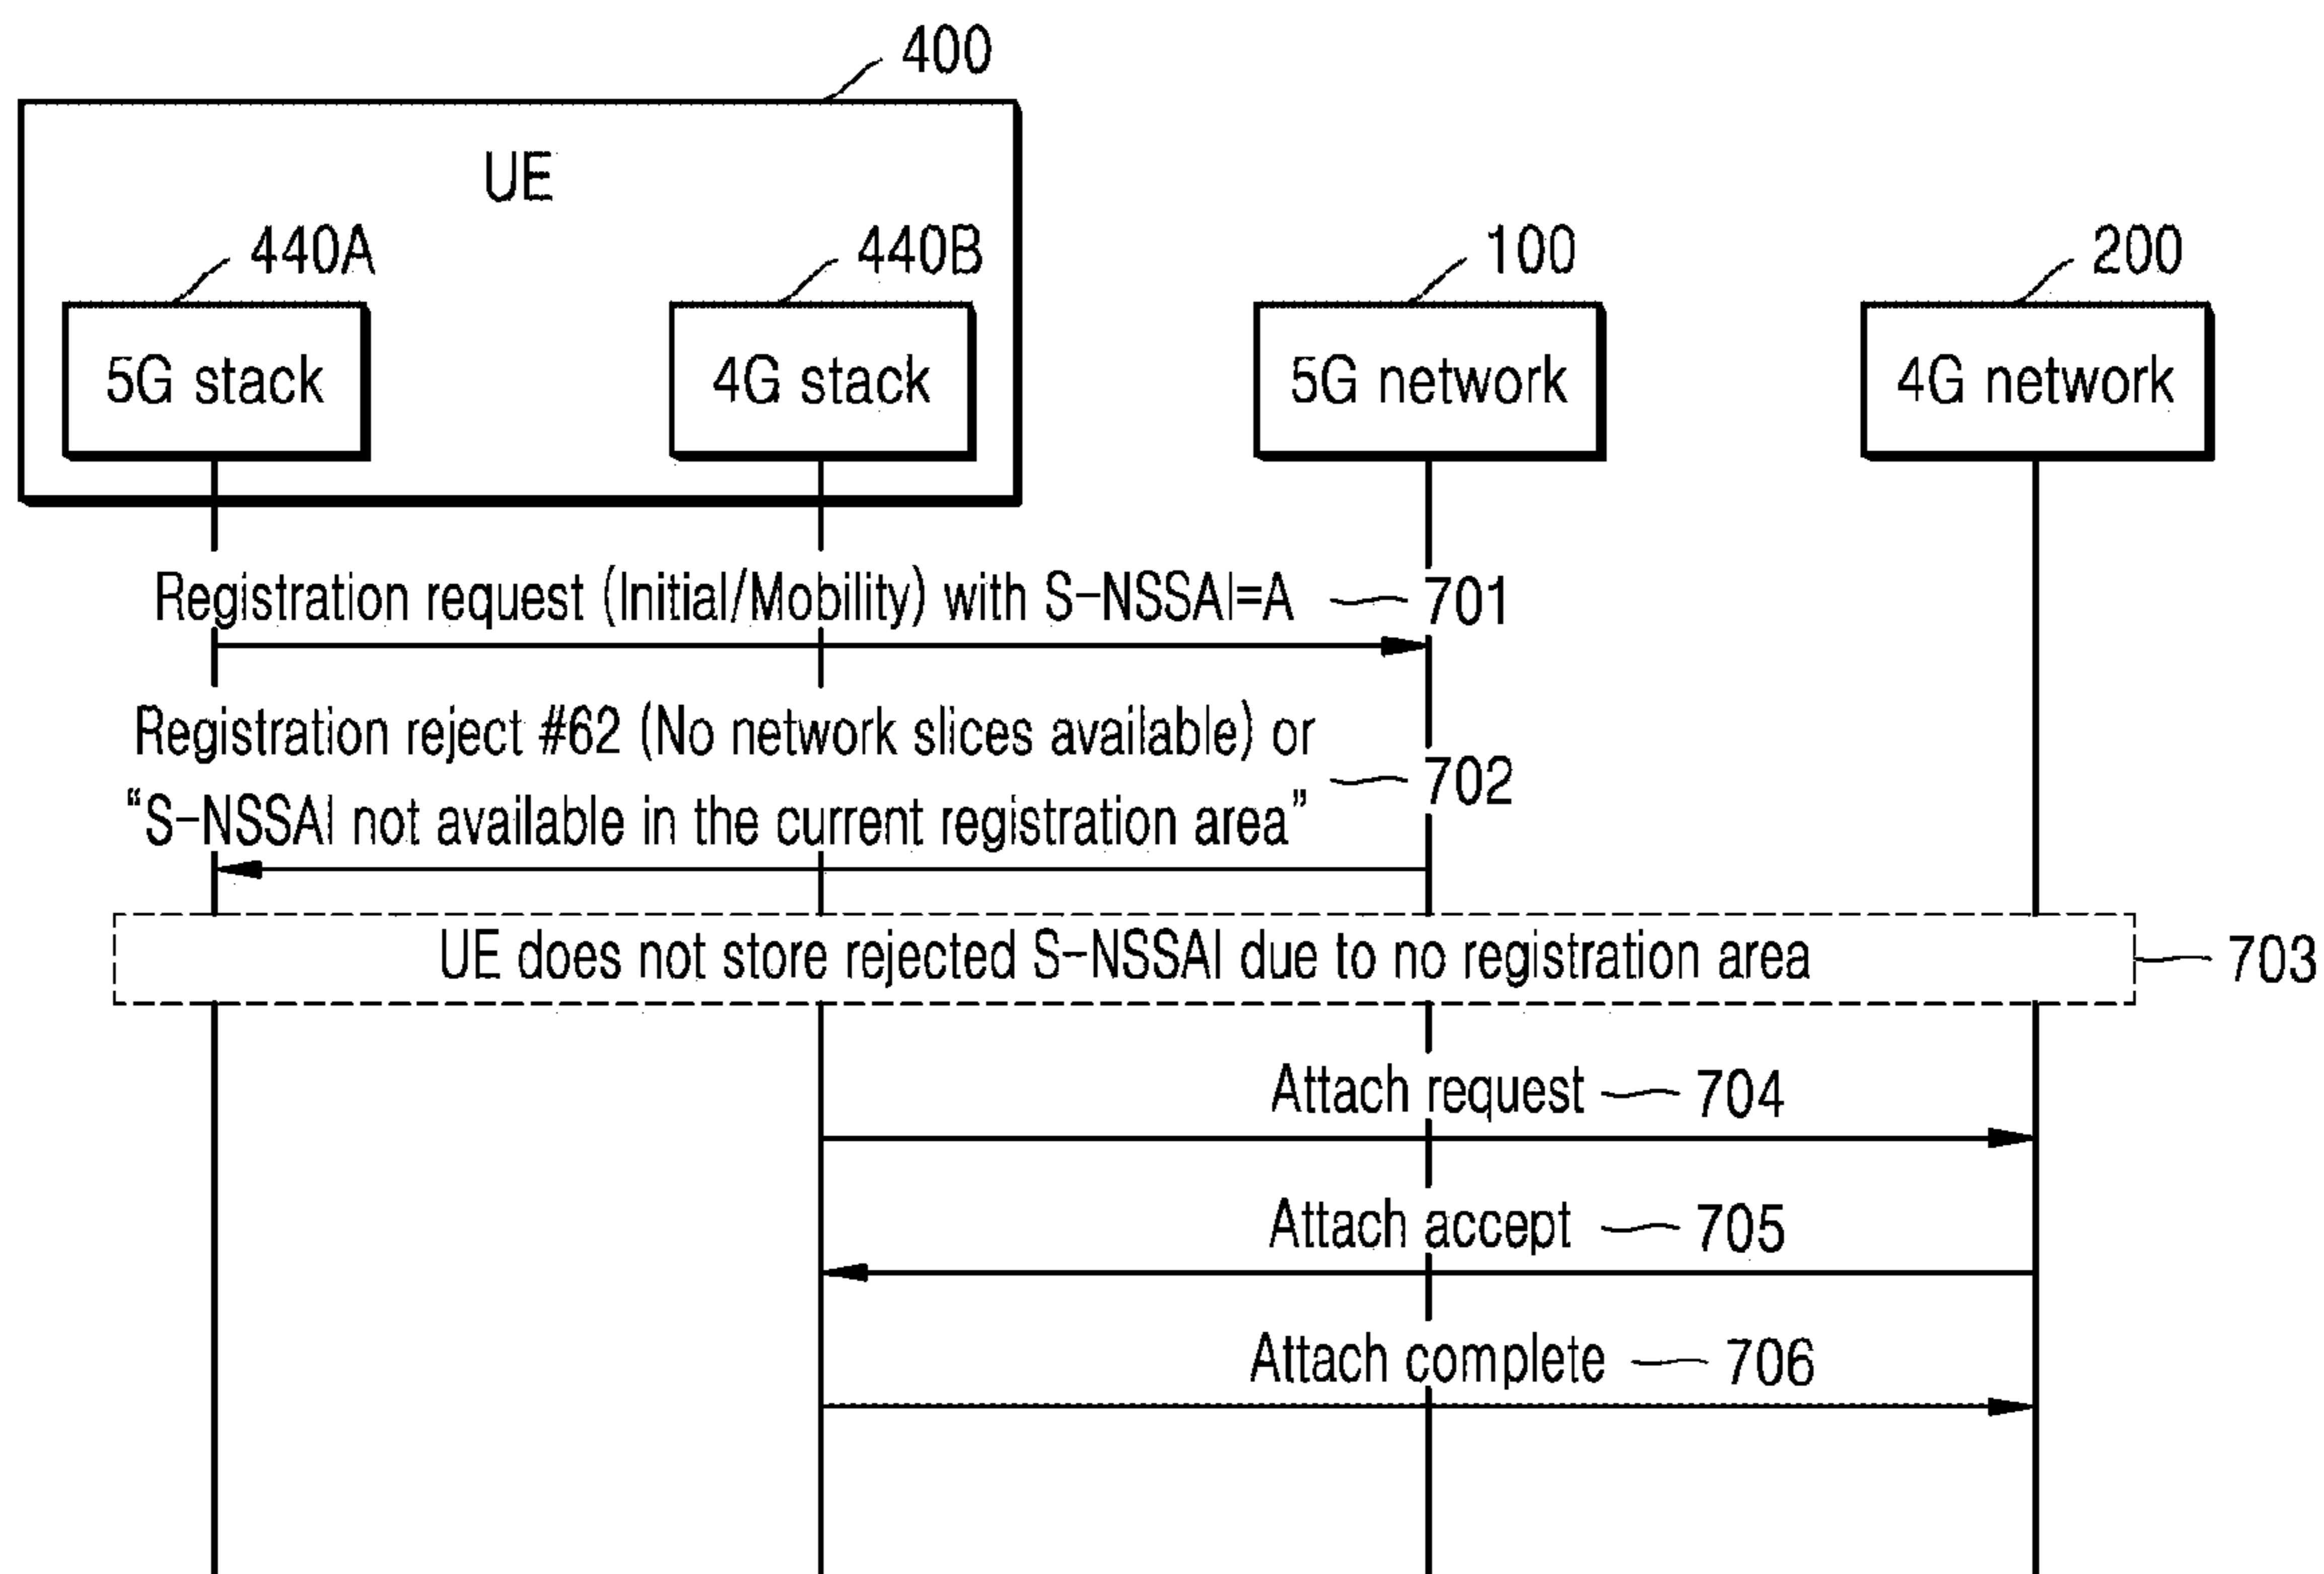 400
UE
440A
440B
100
200
5G stack
4G stack
5G network
4G network
Registration request (Initial/Mobility) with S-NSSAI=A
701
Registration reject #62 (No network slices available) or
702
“S-NSSAI not available in the current registration area”
UE does not store rejected S-NSSAI due to no registration area
703
Attach request
704
Attach accept
705
Attach complete
706